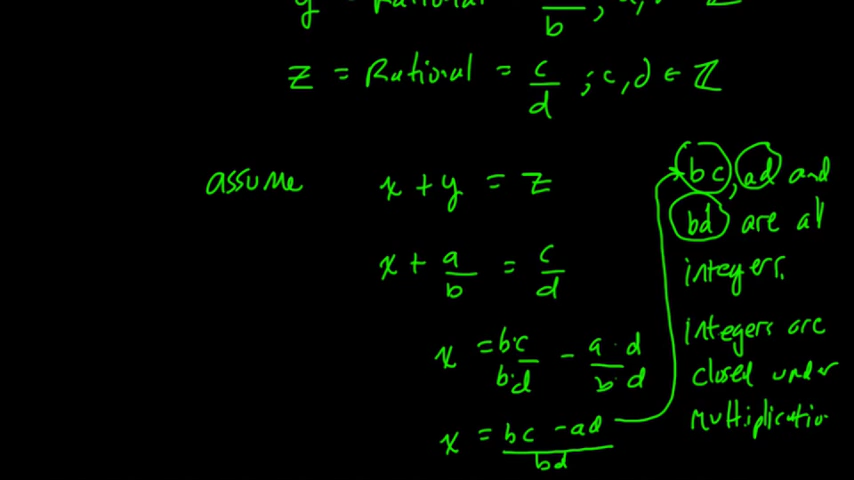 z = Rational = c/d ; c, d ∈ ℤ
assume x + y = z
x + a/b = c/d
x = b·c/b·d - a·d/b·d
x = bc - ad/bd
bc, ad and
bd are all
integers.
integers are
closed under
multiplication